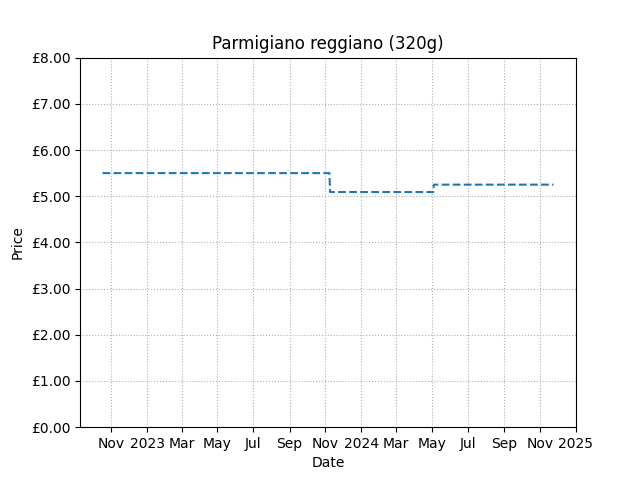 Parmigiano reggiano (320g)
£8.00
£7.00
£6.00
£5.00
£4.00
£3.00
£2.00
£1.00
£0.00
Price
Nov 2023 Mar May Jul Sep Nov 2024 Mar May Jul Sep Nov 2025
Date